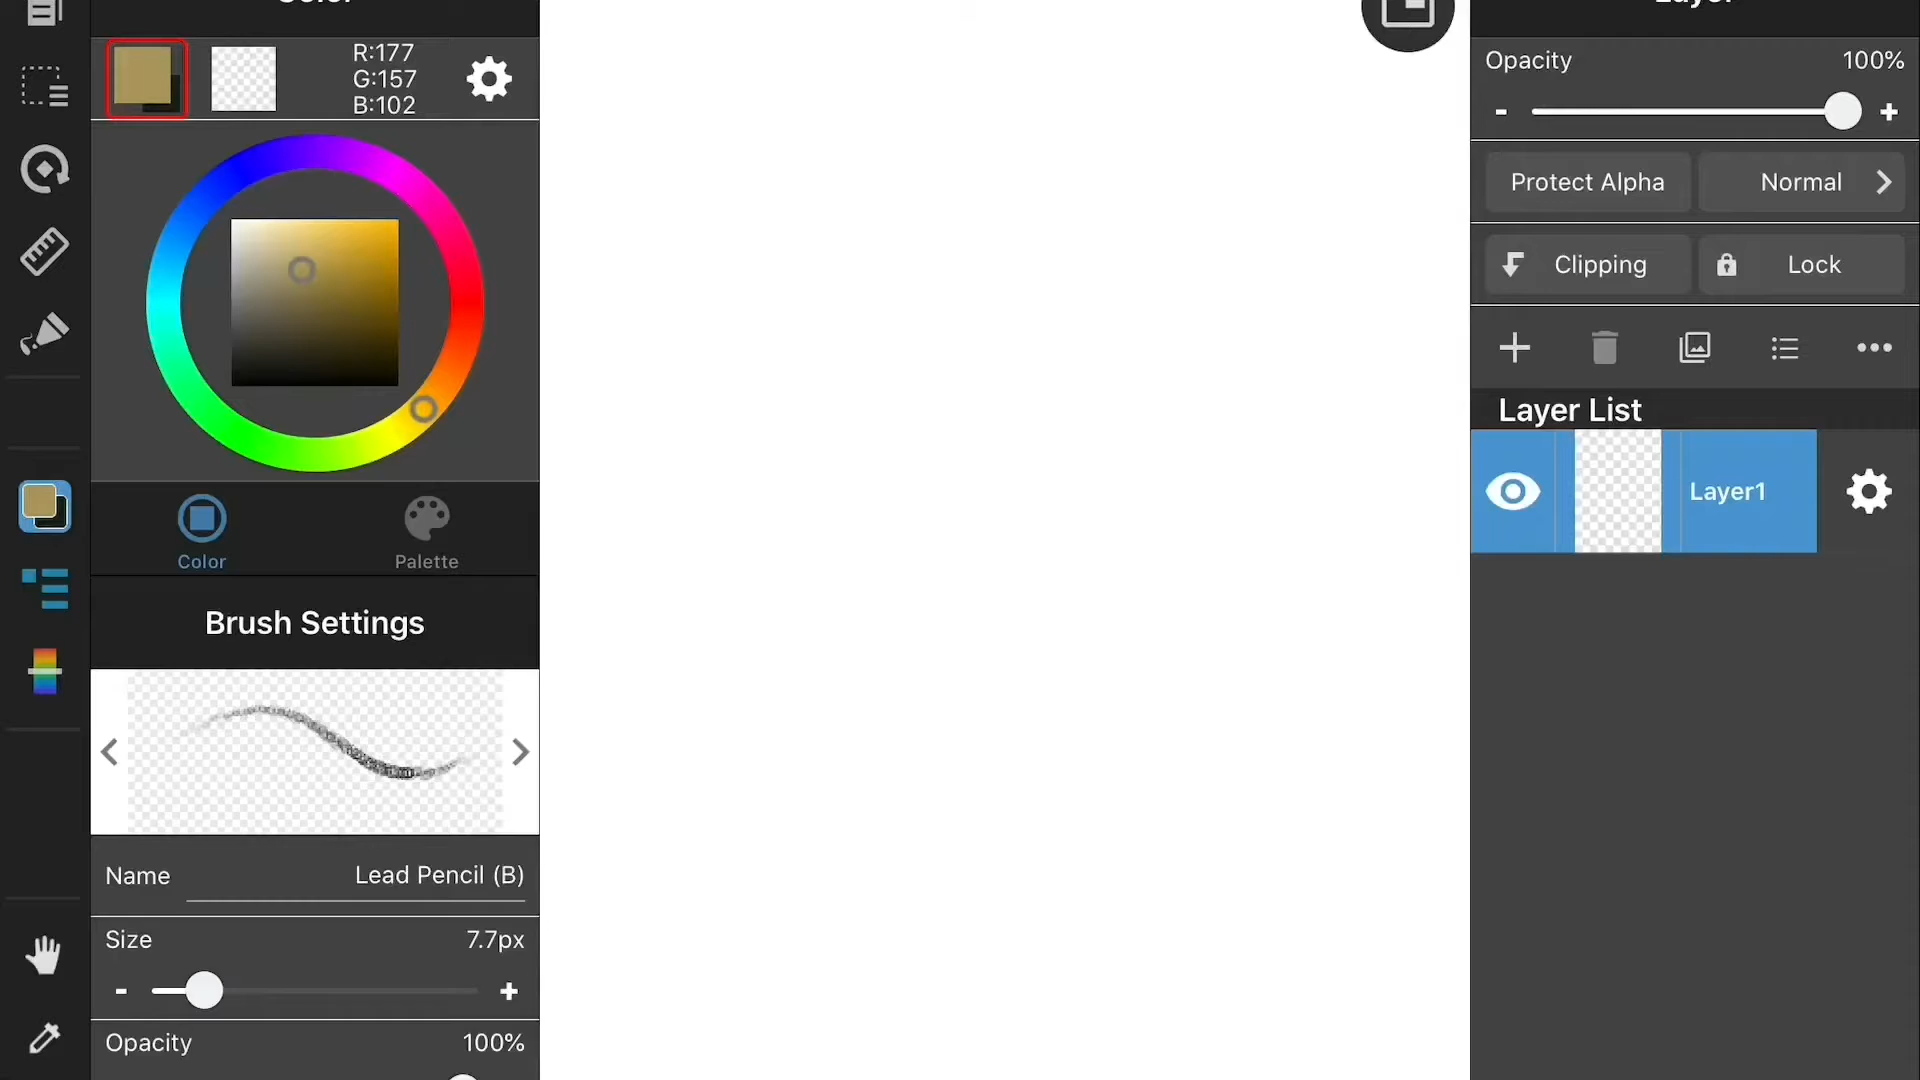 Color
Layer
R:177
G:157
B:102
Opacity 100%
- +
Protect Alpha Normal
Clipping Lock
Layer List
Layer1
Color Palette
Brush Settings
Name Lead Pencil (B)
Size 7.7px
- +
Opacity 100%